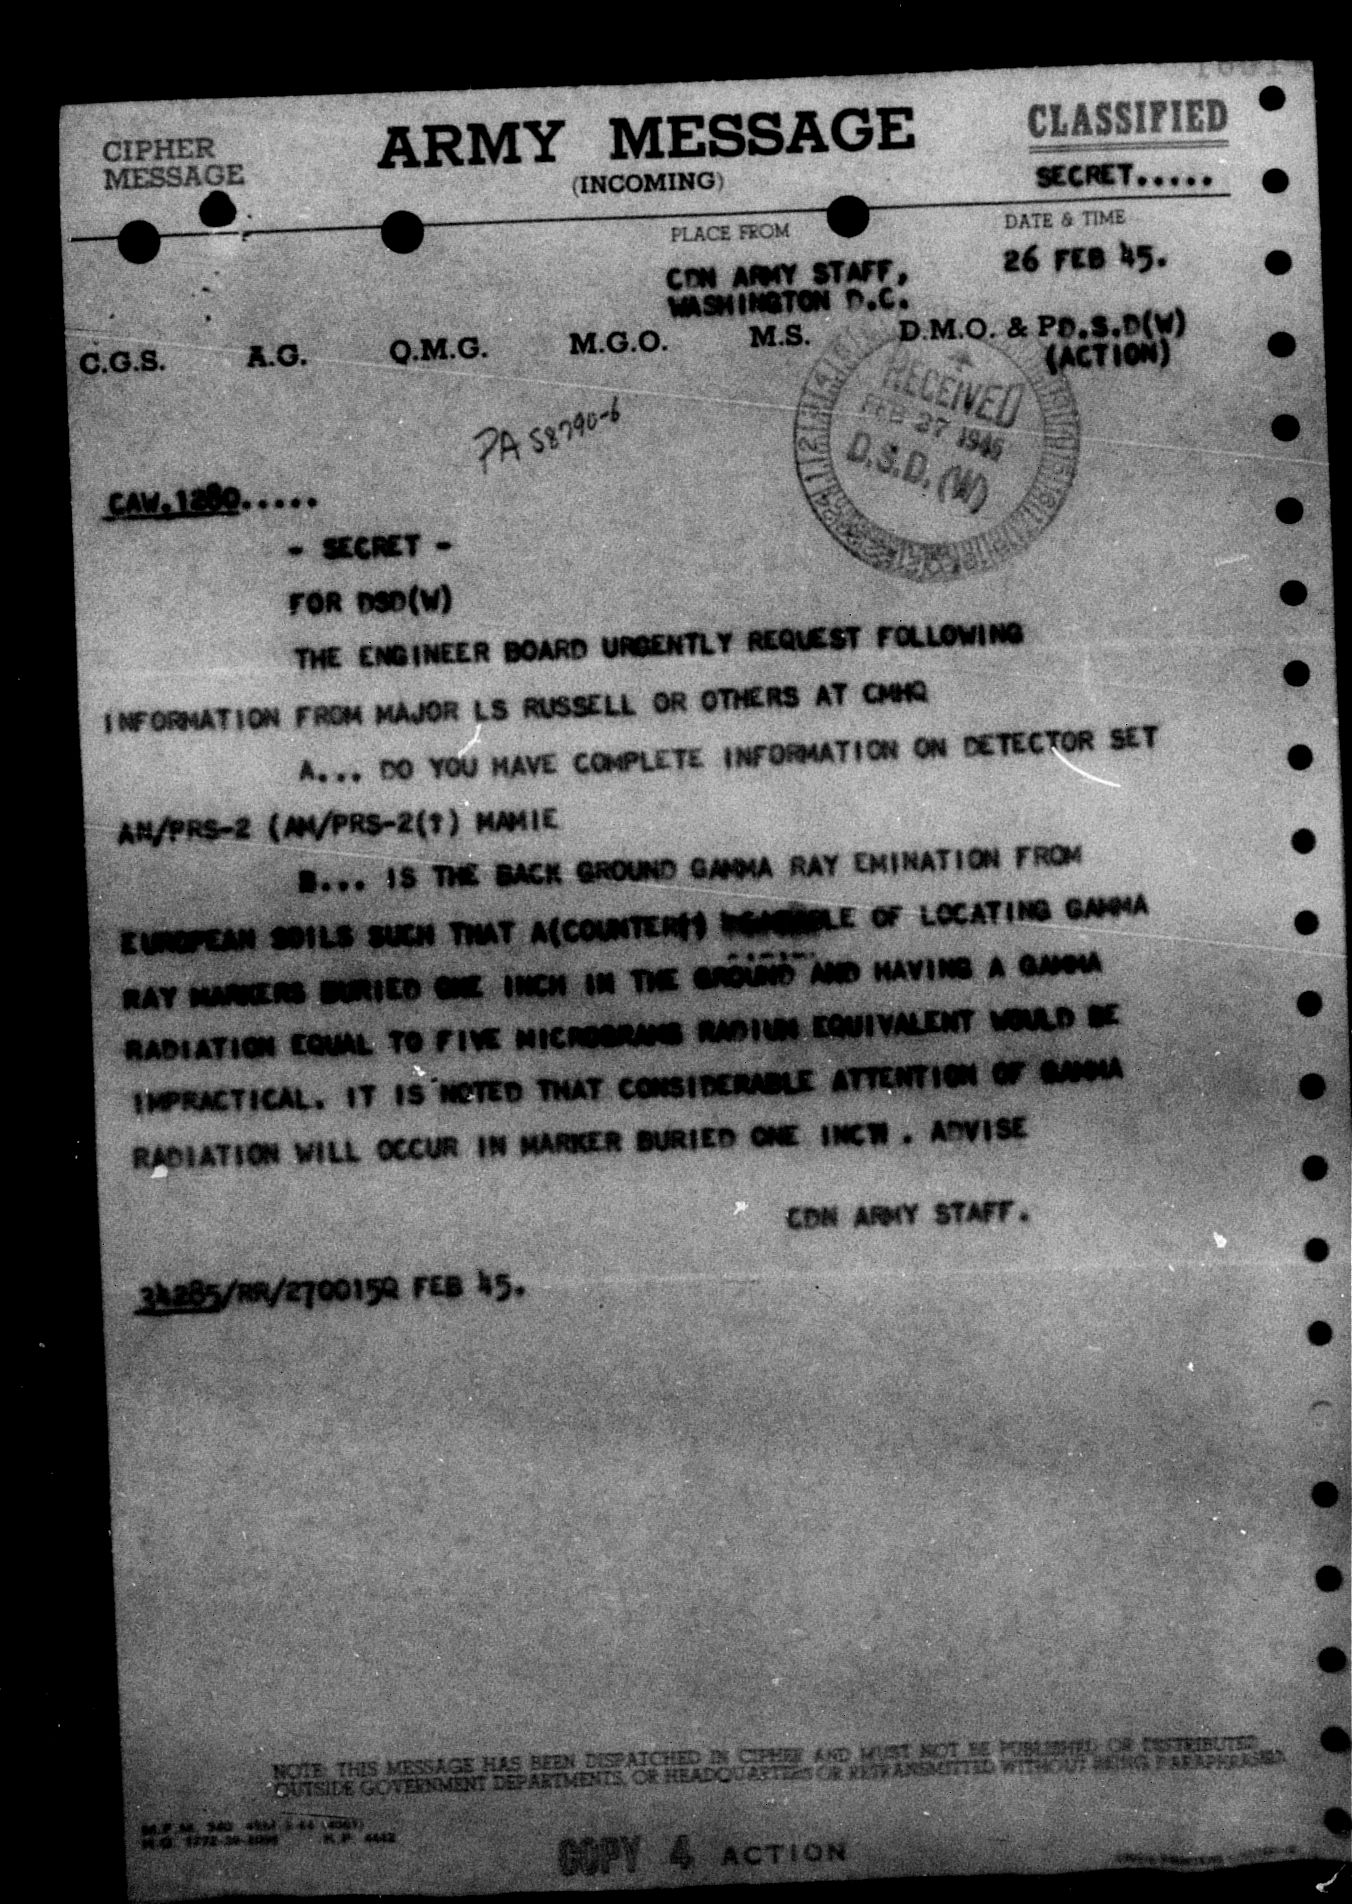 CIPHER
MESSAGE
ARMY MESSAGE
(INCOMING)
CLASSIFIED
SECRET.....
PLACE FROM
DATE & TIME
CDN ARMY STAFF,
WASHINGTON D.C.
26 FEB 45.
C.G.S. A.G. Q.M.G. M.G.O. M.S. D.M.O. & P D.S.D(W)
(ACTION)
RECEIVED
FEB 27 1945
D.S.D. (W)
PA 58790-6
CAW.1280.....
- SECRET -
FOR DSD(W)
THE ENGINEER BOARD URGENTLY REQUEST FOLLOWING
INFORMATION FROM MAJOR LS RUSSELL OR OTHERS AT CMHQ
A... DO YOU HAVE COMPLETE INFORMATION ON DETECTOR SET
AN/PRS-2 (AM/PRS-2(?) MAMIE
B... IS THE BACK GROUND GAMMA RAY EMINATION FROM
EUROPEAN SOILS SUCH THAT A(COUNTER?) OF LOCATING GAMMA
RAY MARKERS BURIED ONE INCH IN THE GROUND AND HAVING A GAMMA
RADIATION EQUAL TO FIVE MICROGRAMS RADIUM EQUIVALENT WOULD BE
IMPRACTICAL. IT IS NOTED THAT CONSIDERABLE ATTENTION OF GAMMA
RADIATION WILL OCCUR IN MARKER BURIED ONE INCH . ADVISE
CDN ARMY STAFF.
34285/RR/270015Q FEB 45.
NOTE: THIS MESSAGE HAS BEEN DISPATCHED IN CIPHER AND MUST NOT BE PUBLISHED OR DISTRIBUTED
OUTSIDE GOVERNMENT DEPARTMENTS, OR HEADQUARTERS OR RETRANSMITTED WITHOUT BEING PARAPHRASED.
COPY 4 ACTION